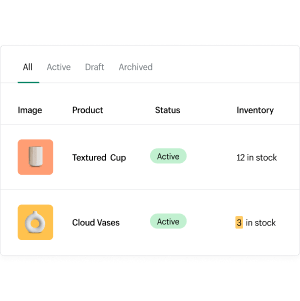 All Active Draft Archived
Image Product Status Inventory
Textured Cup Active 12 in stock
Cloud Vases Active 3 in stock